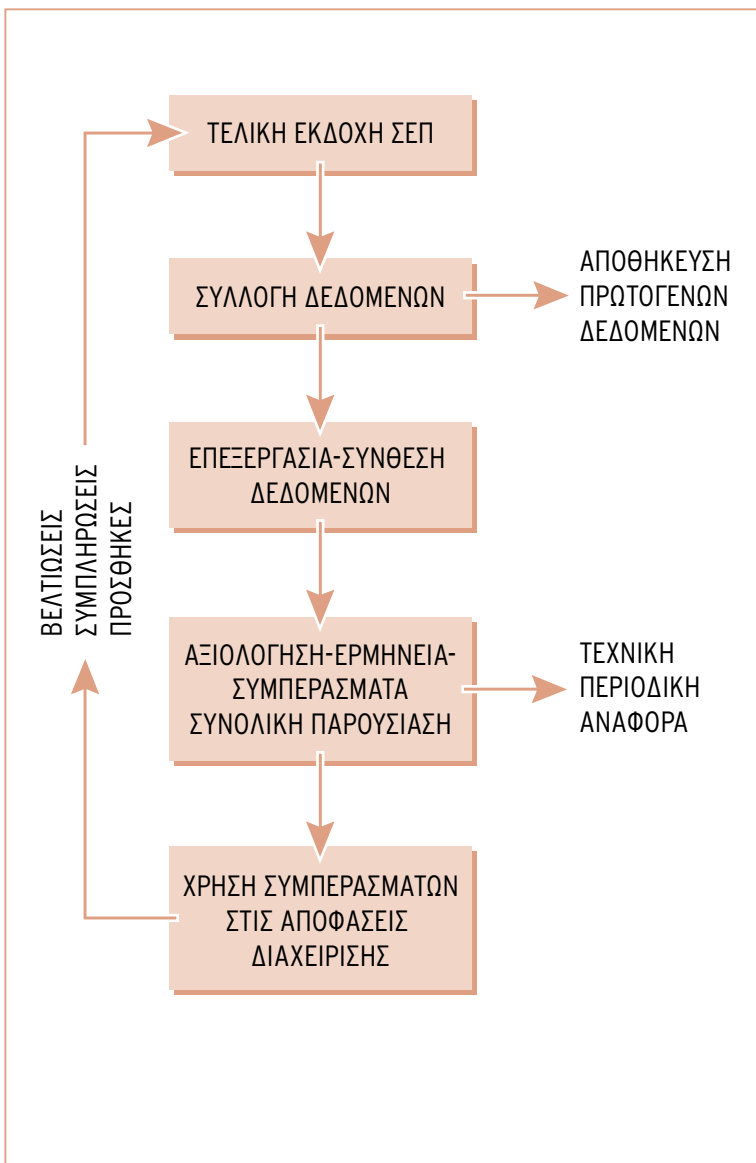 ΤΕΛΙΚΗ ΕΚΔΟΧΗ ΣΕΠ
ΣΥΛΛΟΓΗ ΔΕΔΟΜΕΝΩΝ
ΑΠΟΘΗΚΕΥΣΗ
ΠΡΩΤΟΓΕΝΩΝ
ΔΕΔΟΜΕΝΩΝ
ΕΠΕΞΕΡΓΑΣΙΑ-ΣΥΝΘΕΣΗ
ΔΕΔΟΜΕΝΩΝ
ΒΕΛΤΙΩΣΕΙΣ
ΣΥΜΠΛΗΡΩΣΕΙΣ
ΠΡΟΣΘΗΚΕΣ
ΑΞΙΟΛΟΓΗΣΗ-ΕΡΜΗΝΕΙΑ-
ΣΥΜΠΕΡΑΣΜΑΤΑ
ΣΥΝΟΛΙΚΗ ΠΑΡΟΥΣΙΑΣΗ
ΤΕΧΝΙΚΗ
ΠΕΡΙΟΔΙΚΗ
ΑΝΑΦΟΡΑ
ΧΡΗΣΗ ΣΥΜΠΕΡΑΣΜΑΤΩΝ
ΣΤΙΣ ΑΠΟΦΑΣΕΙΣ
ΔΙΑΧΕΙΡΙΣΗΣ